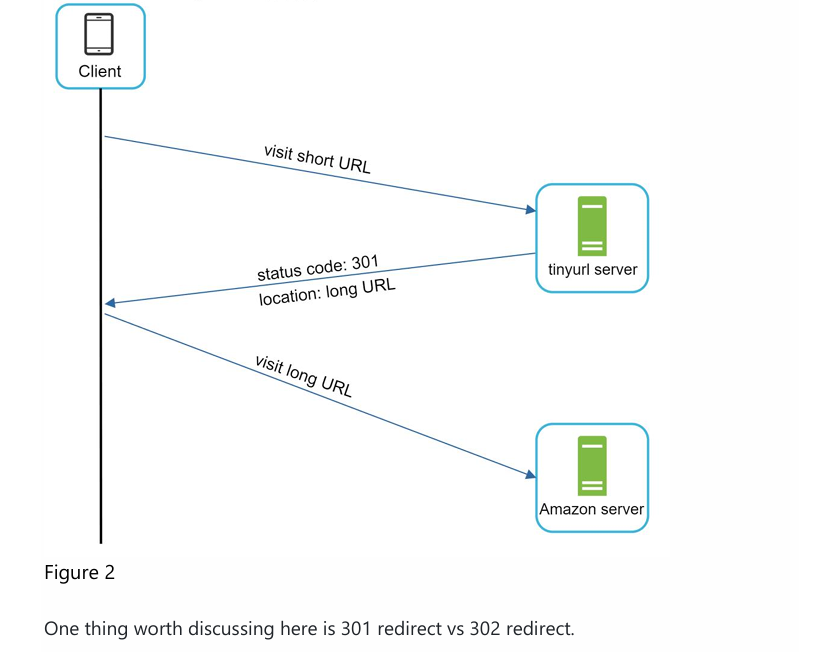 Client
visit short URL
tinyurl server
status code: 301
location: long URL
visit long URL
Amazon server
Figure 2
One thing worth discussing here is 301 redirect vs 302 redirect.